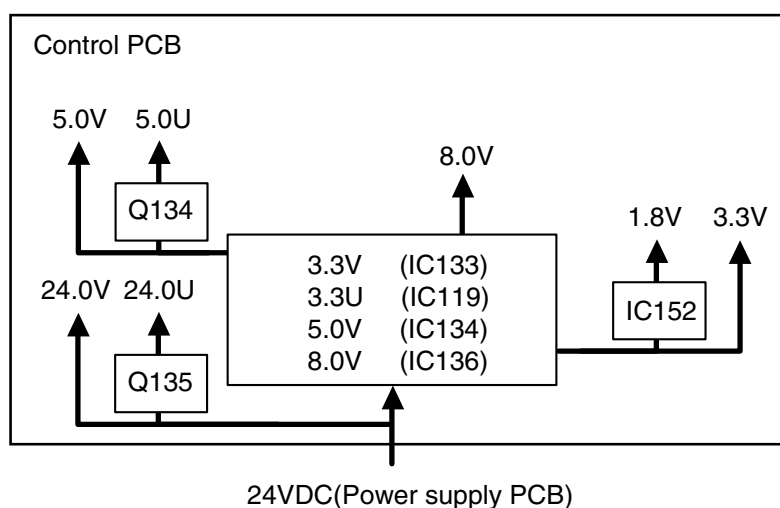 Control PCB
5.0V 5.0U
8.0V
Q134
1.8V 3.3V
3.3V (IC133)
3.3U (IC119)
5.0V (IC134)
8.0V (IC136)
24.0V 24.0U
IC152
Q135
24VDC(Power supply PCB)